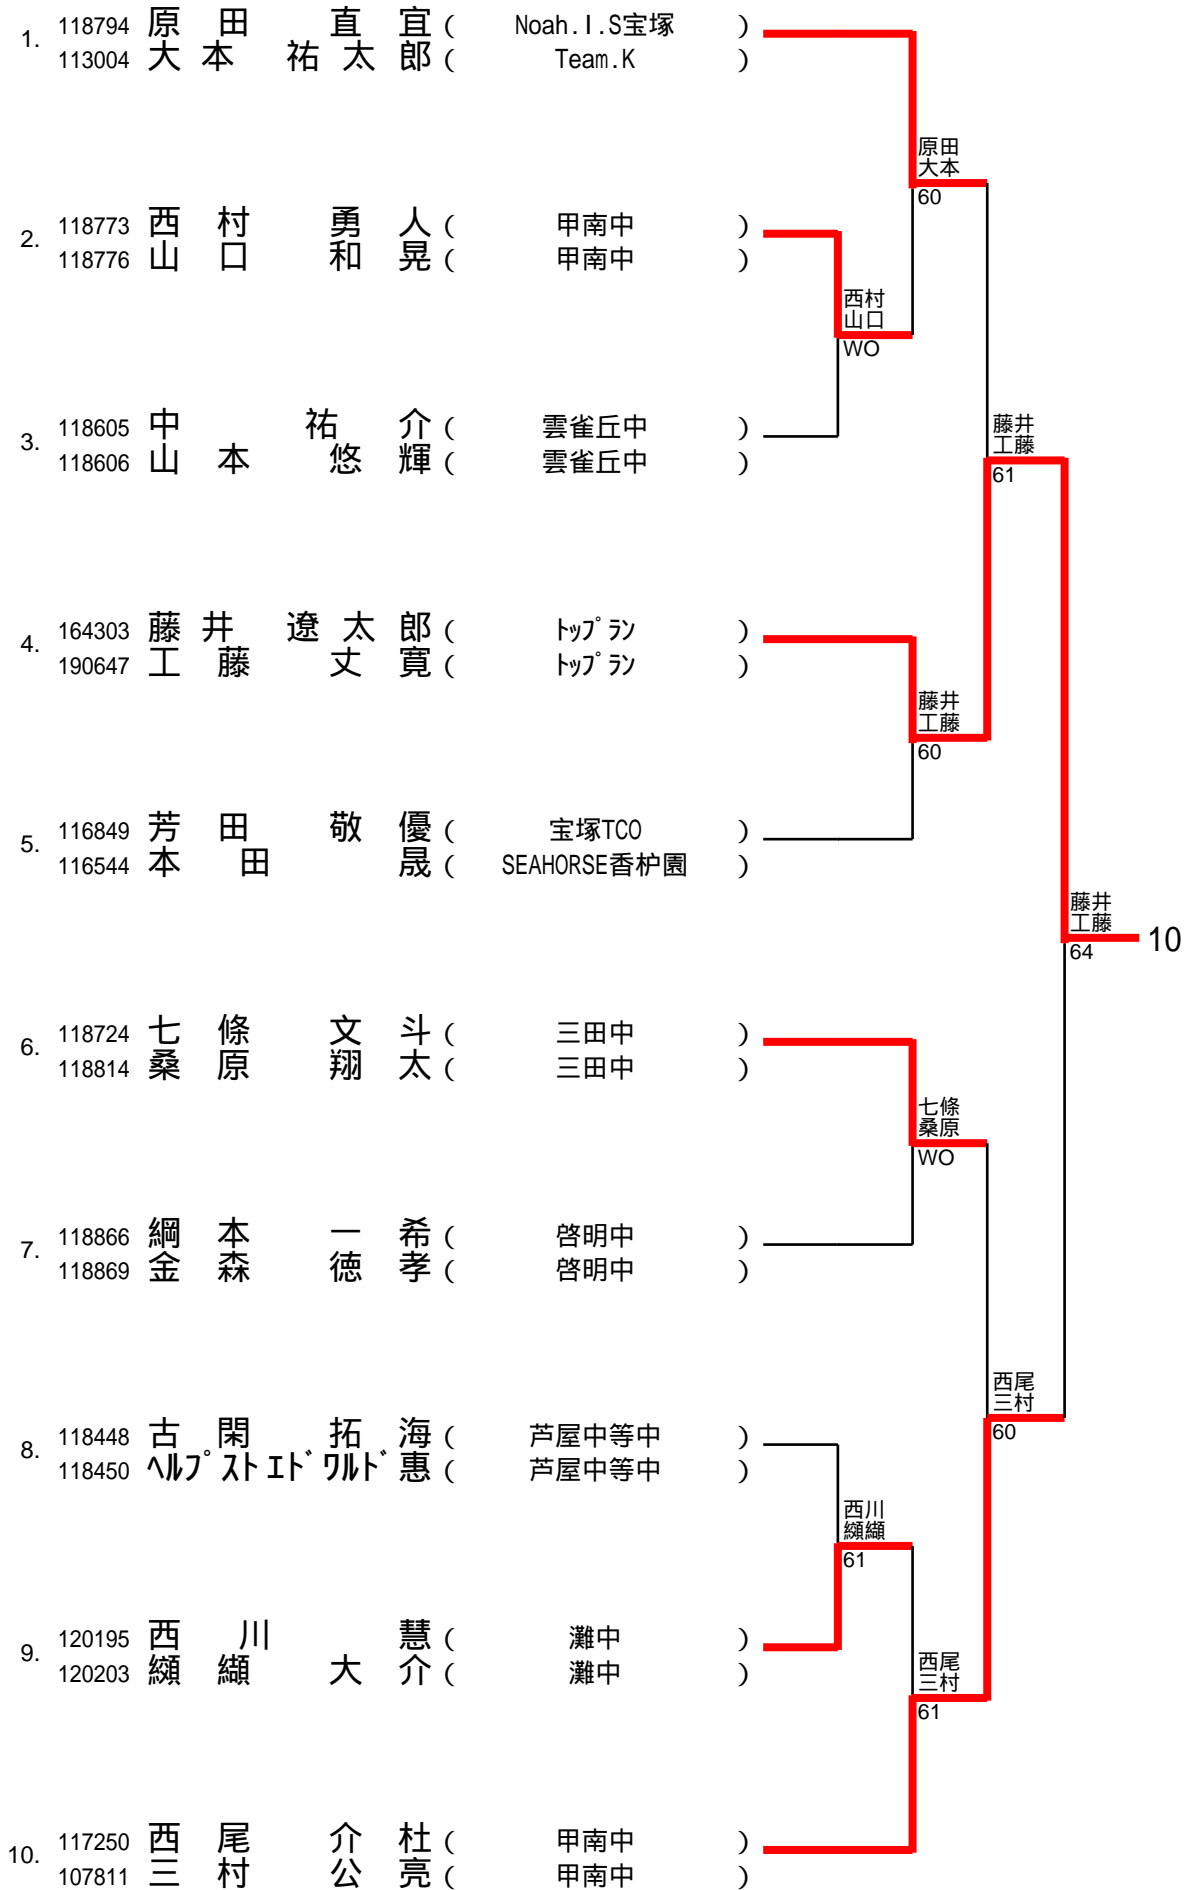 1. 118794 原田 直宜 ( Noah.I.S宝塚 )
113004 大本 祐太郎 ( Team.K )
原田
大本
60
2. 118773 西村 勇人 ( 甲南中 )
118776 山口 和晃 ( 甲南中 )
西村
山口
WO
3. 118605 中 祐介 ( 雲雀丘中 )
118606 山本 悠輝 ( 雲雀丘中 )
藤井
工藤
61
4. 164303 藤井 遼太郎 ( ﾄｯﾌﾟﾗﾝ )
190647 工藤 丈寛 ( ﾄｯﾌﾟﾗﾝ )
藤井
工藤
60
5. 116849 芳田 敬優 ( 宝塚TCO )
116544 本田 晟 ( SEAHORSE香枦園 )
藤井
工藤
64
10
6. 118724 七條 文斗 ( 三田中 )
118814 桑原 翔太 ( 三田中 )
七條
桑原
WO
7. 118866 綱本 一希 ( 啓明中 )
118869 金森 徳孝 ( 啓明中 )
西尾
三村
60
8. 118448 古閑 拓海 ( 芦屋中等中 )
118450 ﾍﾙﾌﾟｽﾄｴﾄﾞﾜﾙﾄﾞ惠 ( 芦屋中等中 )
西川
纐纈
61
9. 120195 西川 慧 ( 灘中 )
120203 纐纈 大介 ( 灘中 )
西尾
三村
61
10. 117250 西尾 介杜 ( 甲南中 )
107811 三村 公亮 ( 甲南中 )